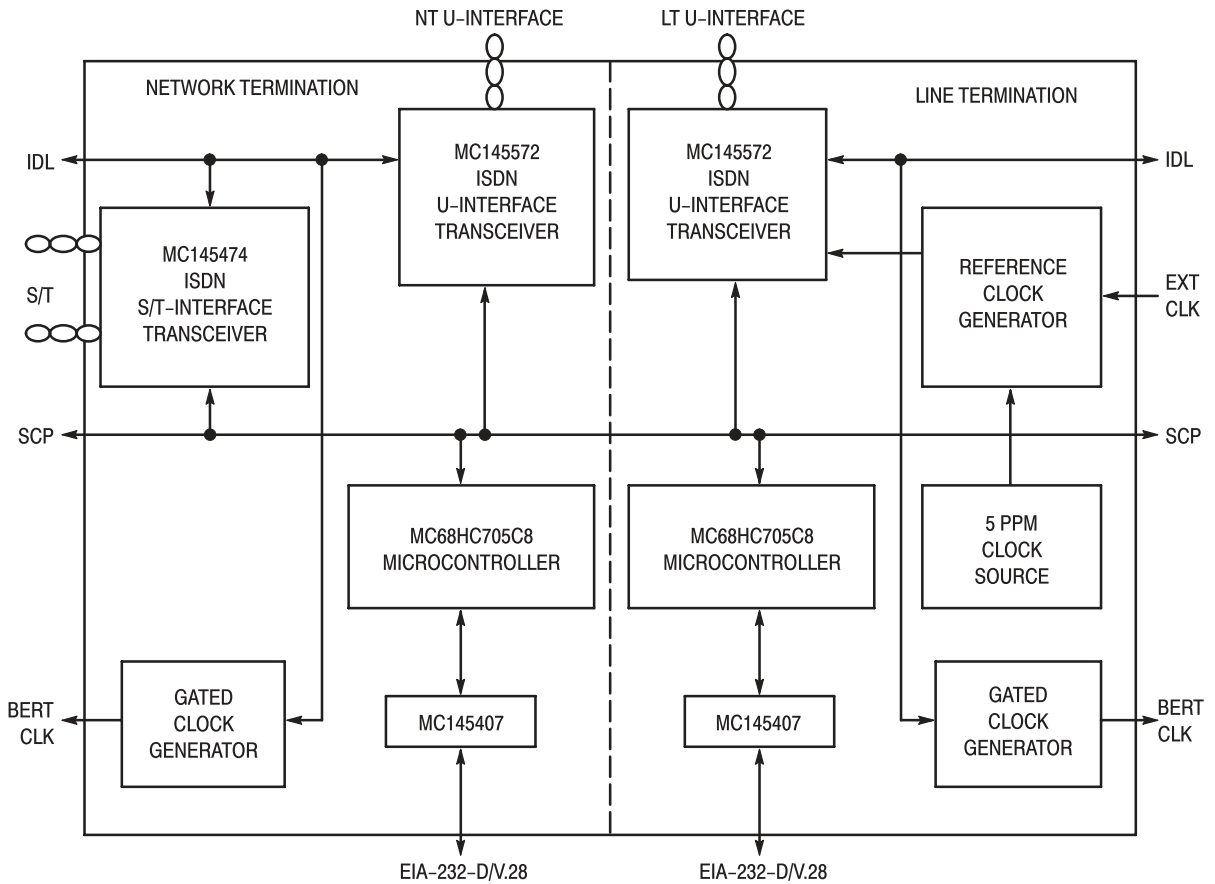 NT U–INTERFACE
LT U–INTERFACE
NETWORK TERMINATION
LINE TERMINATION
IDL
MC145572
ISDN
U–INTERFACE
TRANSCEIVER
MC145572
ISDN
U–INTERFACE
TRANSCEIVER
IDL
S/T
MC145474
ISDN
S/T–INTERFACE
TRANSCEIVER
REFERENCE
CLOCK
GENERATOR
EXT
CLK
SCP
SCP
MC68HC705C8
MICROCONTROLLER
MC68HC705C8
MICROCONTROLLER
5 PPM
CLOCK
SOURCE
BERT
CLK
GATED
CLOCK
GENERATOR
MC145407
MC145407
GATED
CLOCK
GENERATOR
BERT
CLK
EIA–232–D/V.28
EIA–232–D/V.28